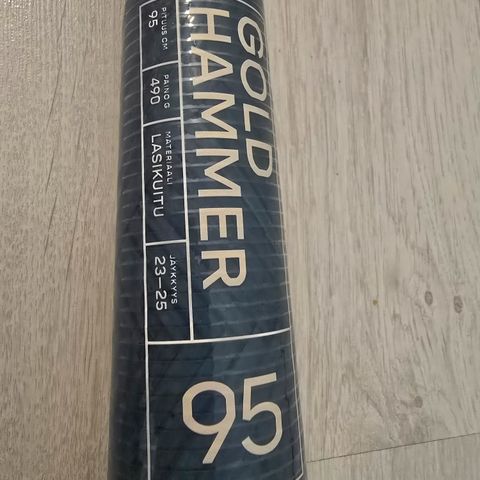 GOLD
HAMMER
PITUUS CM
95
PAINO G
490
MATERIAALI
LASIKUITU
JÄYKKYYS
23–25
95